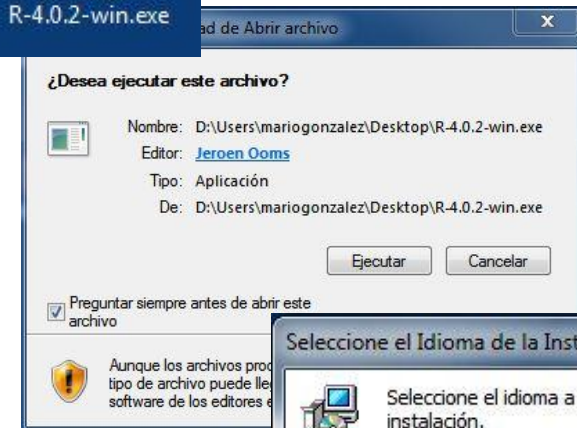 R-4.0.2-win.exe
ad de Abrir archivo
x
¿Desea ejecutar este archivo?
Nombre: D:\Users\mariogonzalez\Desktop\R-4.0.2-win.exe
Editor: Jeroen Ooms
Tipo: Aplicación
De: D:\Users\mariogonzalez\Desktop\R-4.0.2-win.exe
Ejecutar Cancelar
Preguntar siempre antes de abrir este
archivo
Aunque los archivos
tipo de archivo puede
software de los editores
Seleccione el Idioma de la
Seleccione el idioma a
instalación.